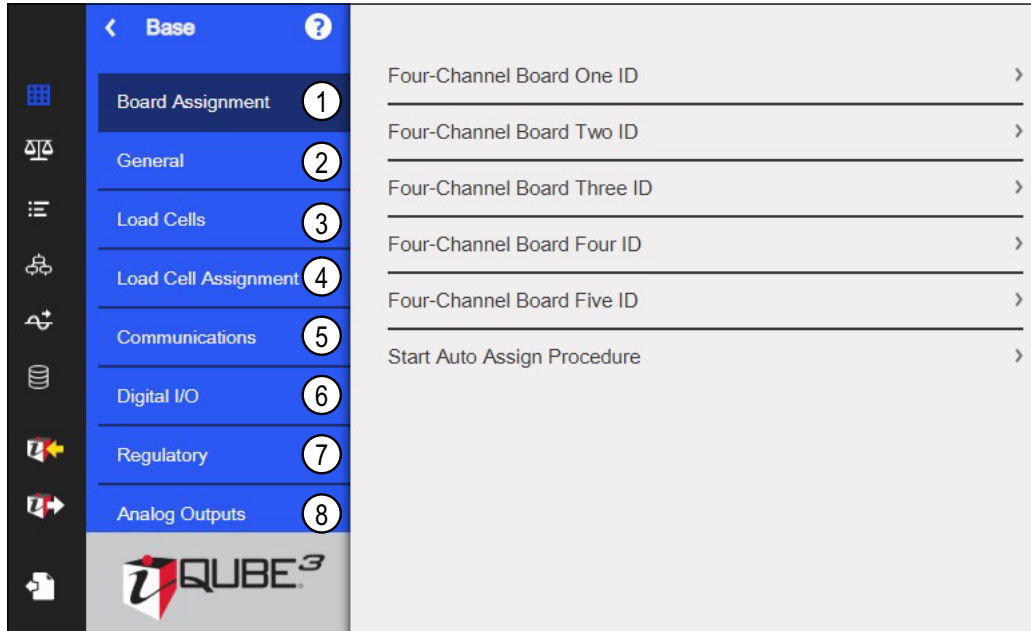 Base ?
Board Assignment 1
General 2
Load Cells 3
Load Cell Assignment 4
Communications 5
Digital I/O 6
Regulatory 7
Analog Outputs 8
iQUBE³®
Four-Channel Board One ID
Four-Channel Board Two ID
Four-Channel Board Three ID
Four-Channel Board Four ID
Four-Channel Board Five ID
Start Auto Assign Procedure